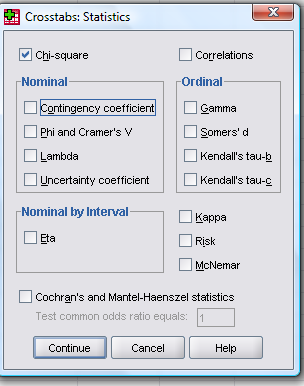 Crosstabs: Statistics
Chi-square
Correlations
Nominal
Contingency coefficient
Phi and Cramer's V
Lambda
Uncertainty coefficient
Ordinal
Gamma
Somers' d
Kendall's tau-b
Kendall's tau-c
Nominal by Interval
Eta
Kappa
Risk
McNemar
Cochran's and Mantel-Haenszel statistics
Test common odds ratio equals: 1
Continue Cancel Help